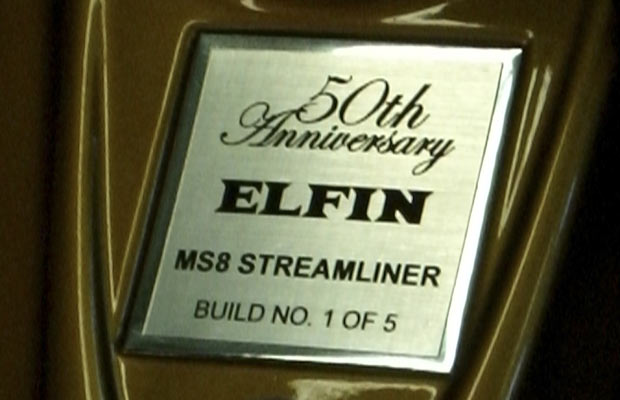 50th
Anniversary
ELFIN
MS8 STREAMLINER
BUILD NO. 1 OF 5